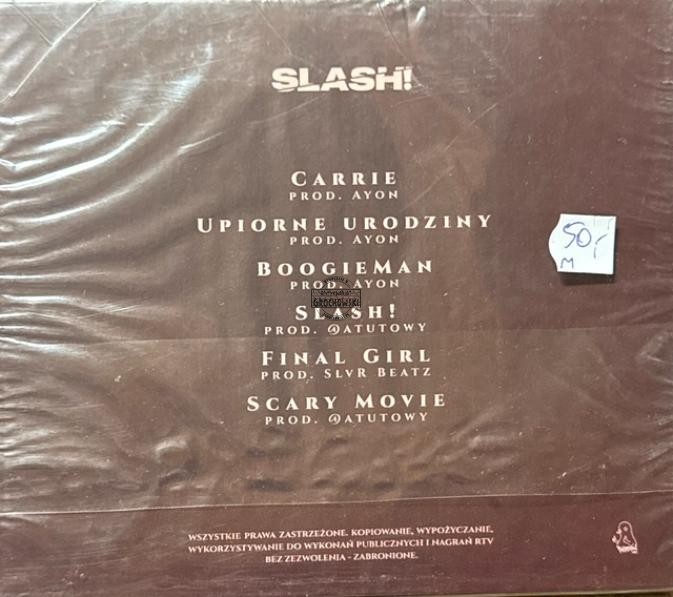 SLASH!
CARRIE
PROD. AYON
UPIORNE URODZINY
PROD. AYON
BOOGIEMAN
PROD. AYON
GROCHOWSKI
SLASH!
PROD. @ATUTOWY
FINAL GIRL
PROD. SLVR BEATZ
SCARY MOVIE
PROD. @ATUTOWY
50,-
M
WSZYSTKIE PRAWA ZASTRZEŻONE. KOPIOWANIE, WYPOŻYCZANIE,
WYKORZYSTYWANIE DO WYKONAŃ PUBLICZNYCH I NAGRAŃ RTV
BEZ ZEZWOLENIA - ZABRONIONE.